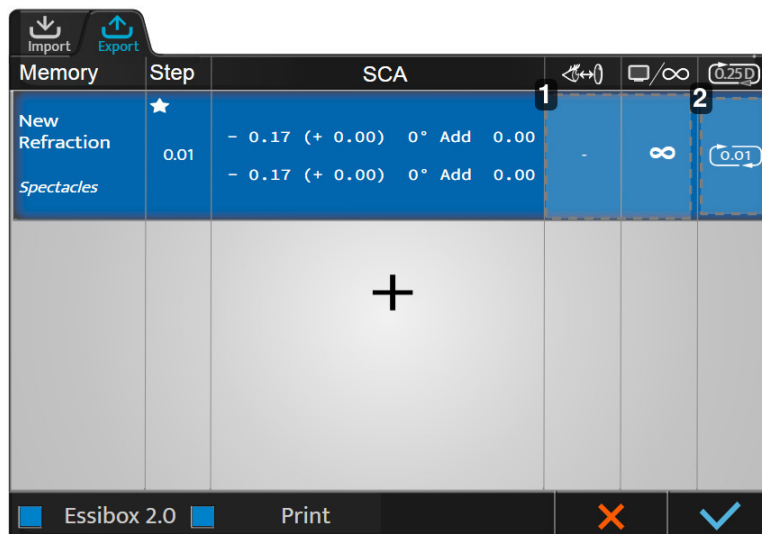 Import Export
Memory Step SCA /∞ 0.25D
1 2
New
Refraction
Spectacles
0.01
- 0.17 (+ 0.00) 0° Add 0.00
- 0.17 (+ 0.00) 0° Add 0.00
- ∞ 0.01
+
Essibox 2.0 Print